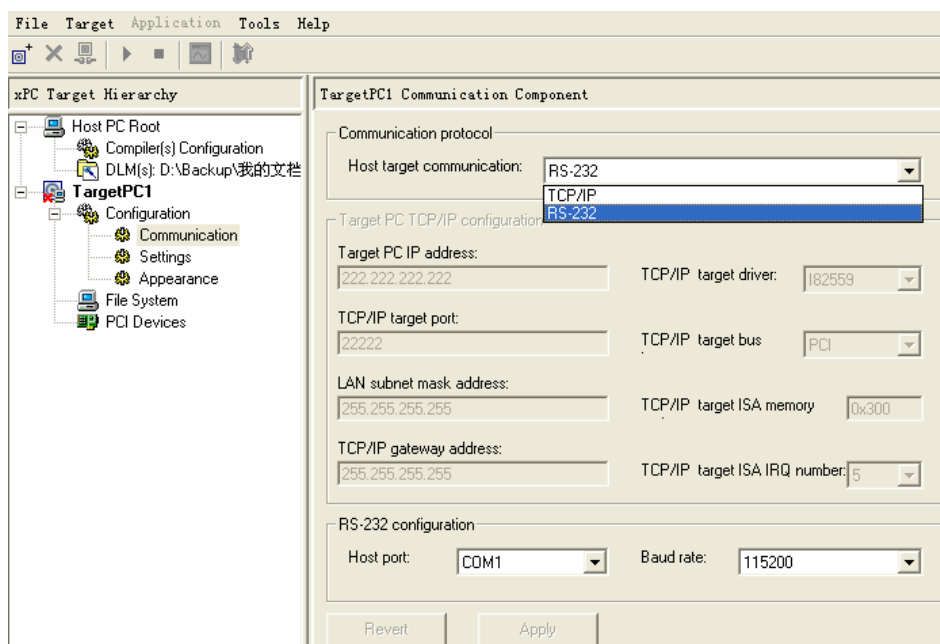 File Target Application Tools Help
xPC Target Hierarchy
Host PC Root
Compiler(s) Configuration
DLM(s): D:\Backup\我的文档
TargetPC1
Configuration
Communication
Settings
Appearance
File System
PCI Devices
TargetPC1 Communication Component
Communication protocol
Host target communication: RS-232
TCP/IP
RS-232
Target PC TCP/IP configuration
Target PC IP address:
222.222.222.222
TCP/IP target driver: I82559
TCP/IP target port:
22222
TCP/IP target bus PCI
LAN subnet mask address:
255.255.255.255
TCP/IP target ISA memory 0x300
TCP/IP gateway address:
255.255.255.255
TCP/IP target ISA IRQ number: 5
RS-232 configuration
Host port: COM1 Baud rate: 115200
Revert Apply